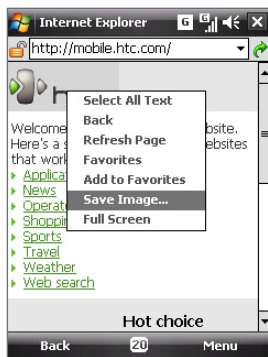 Internet Explorer G G
http://mobile.htc.com/
h
Select All Text
Back
Refresh Page
Favorites
Add to Favorites
Save Image...
Full Screen
Welcome bsite.
Here's a s ebsites
that work
Applica
News
Operat
Shoppin
Sports
Travel
Weather
Web search
Hot choice
Back 20 Menu